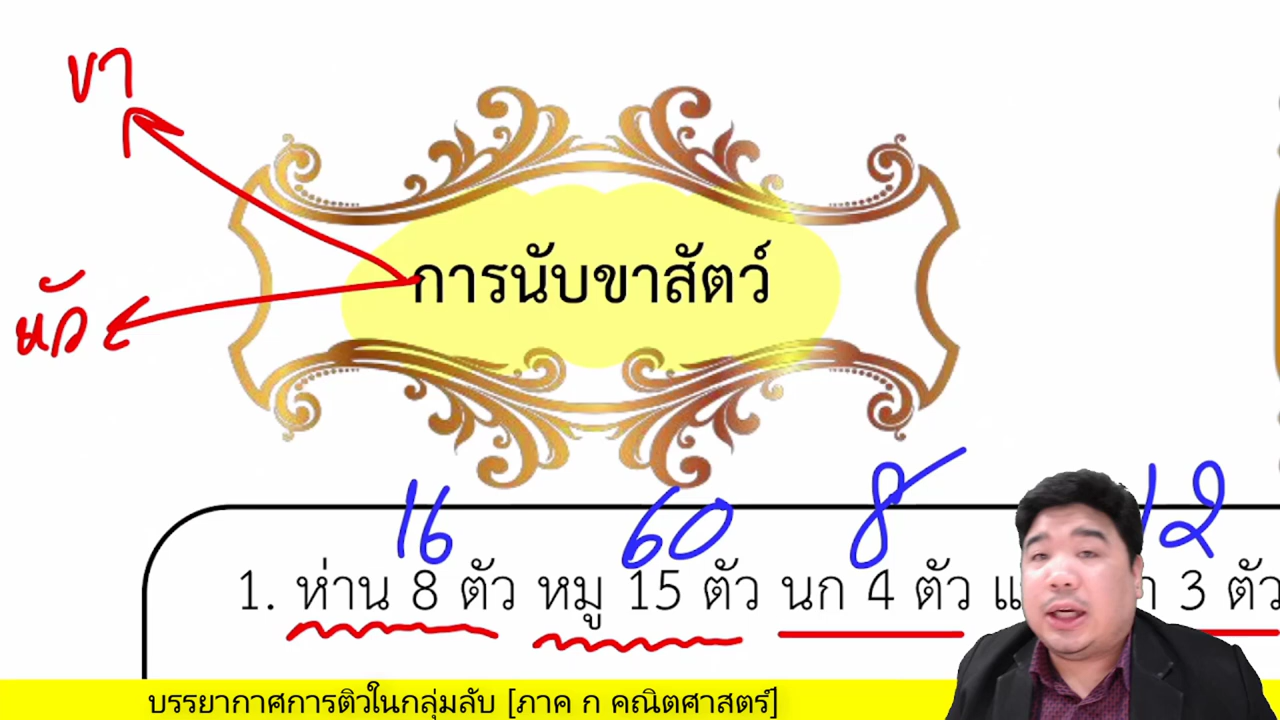 ขา
การนับขาสัตว์
หัว
16 60 8 12
1. ห่าน 8 ตัว หมู 15 ตัว นก 4 ตัว 3 ตัว
บรรยากาศการติวในกลุ่มลับ [ภาค ก คณิตศาสตร์]